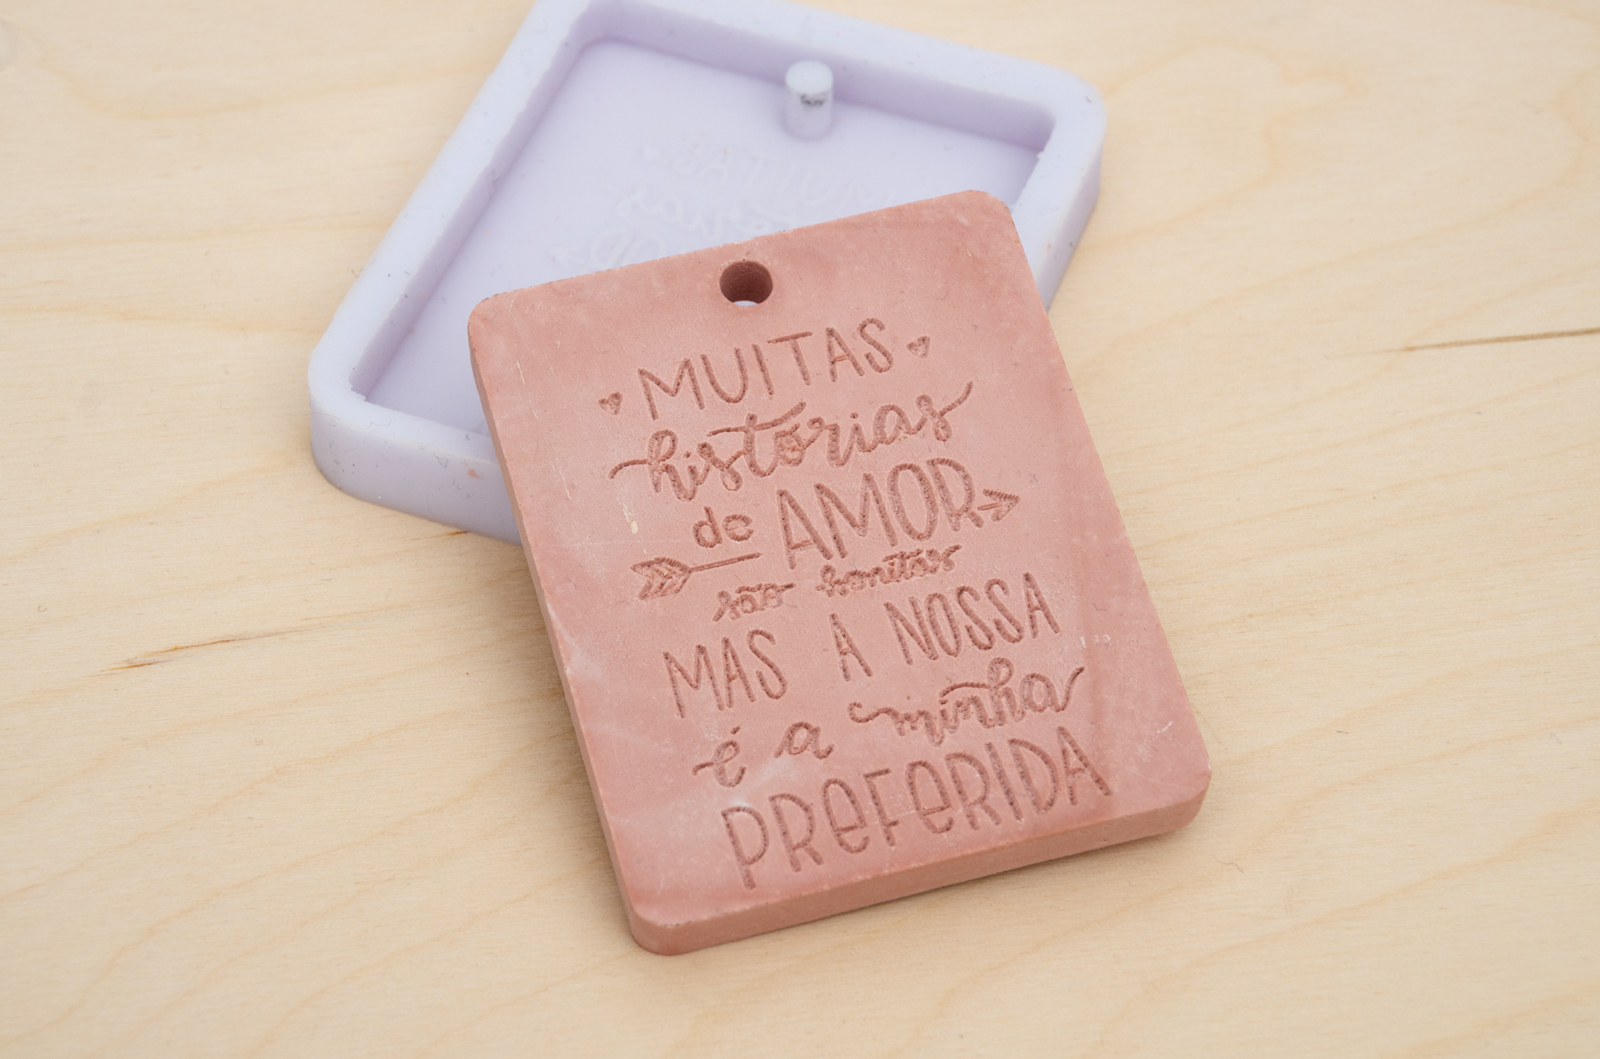 MUITAS
histórias
de AMOR
são bonitas
MAS A NOSSA
é a minha
PREFERIDA